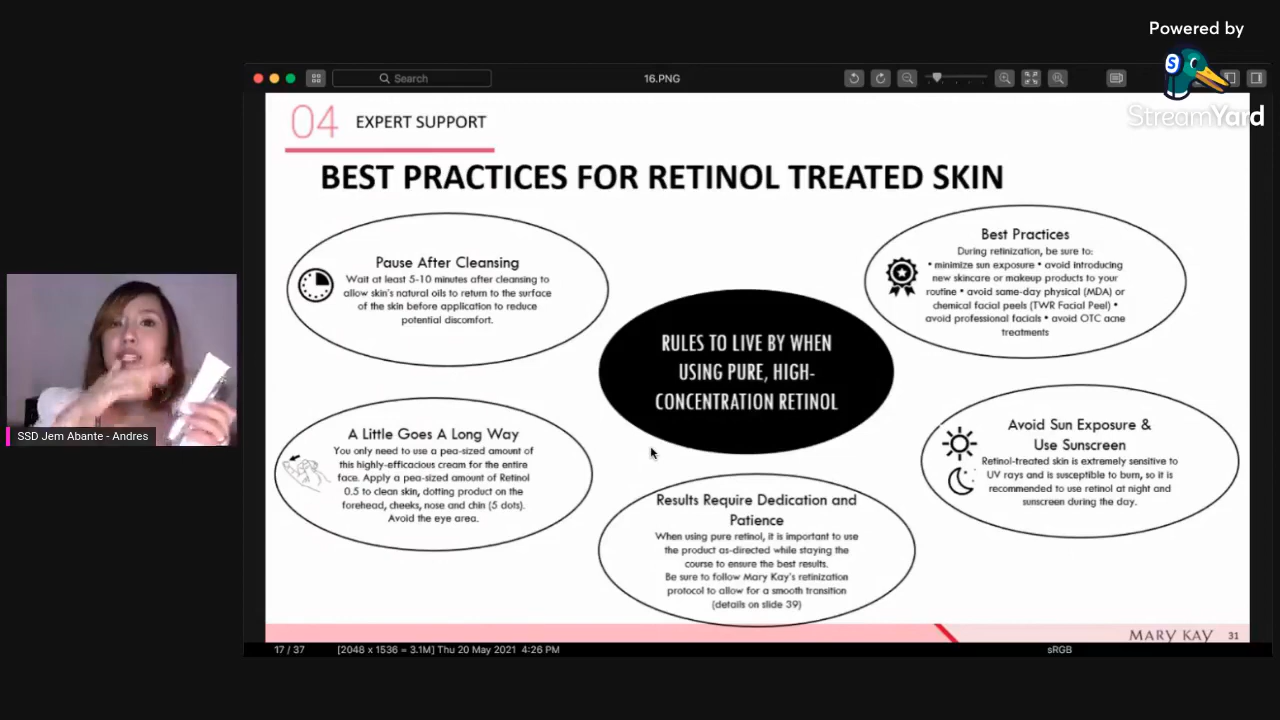 Powered by
StreamYard
Search
16.PNG
04 EXPERT SUPPORT
BEST PRACTICES FOR RETINOL TREATED SKIN
Pause After Cleansing
Wait at least 5-10 minutes after cleansing to
allow skin's natural oils to return to the surface
of the skin before application to reduce
potential discomfort.
Best Practices
During retinization, be sure to:
• minimize sun exposure • avoid introducing
new skincare or makeup products to your
routine • avoid same-day physical (MDA) or
chemical facial peels (TWR Facial Peel) •
avoid professional facials • avoid OTC acne
treatments
RULES TO LIVE BY WHEN
USING PURE, HIGH-
CONCENTRATION RETINOL
A Little Goes A Long Way
You only need to use a pea-sized amount of
this highly-efficacious cream for the entire
face. Apply a pea-sized amount of Retinol
0.5 to clean skin, dotting product on the
forehead, cheeks, nose and chin (5 dots).
Avoid the eye area.
Avoid Sun Exposure &
Use Sunscreen
Retinol-treated skin is extremely sensitive to
UV rays and is susceptible to burn, so it is
recommended to use retinol at night and
sunscreen during the day.
Results Require Dedication and
Patience
When using pure retinol, it is important to use
the product as-directed while staying the
course to ensure the best results.
Be sure to follow Mary Kay's retinization
protocol to allow for a smooth transition
(details on slide 39)
SSD Jem Abante - Andres
MARY KAY 31
17 / 37 [2048 x 1536 = 3.1M] Thu 20 May 2021 4:26 PM sRGB